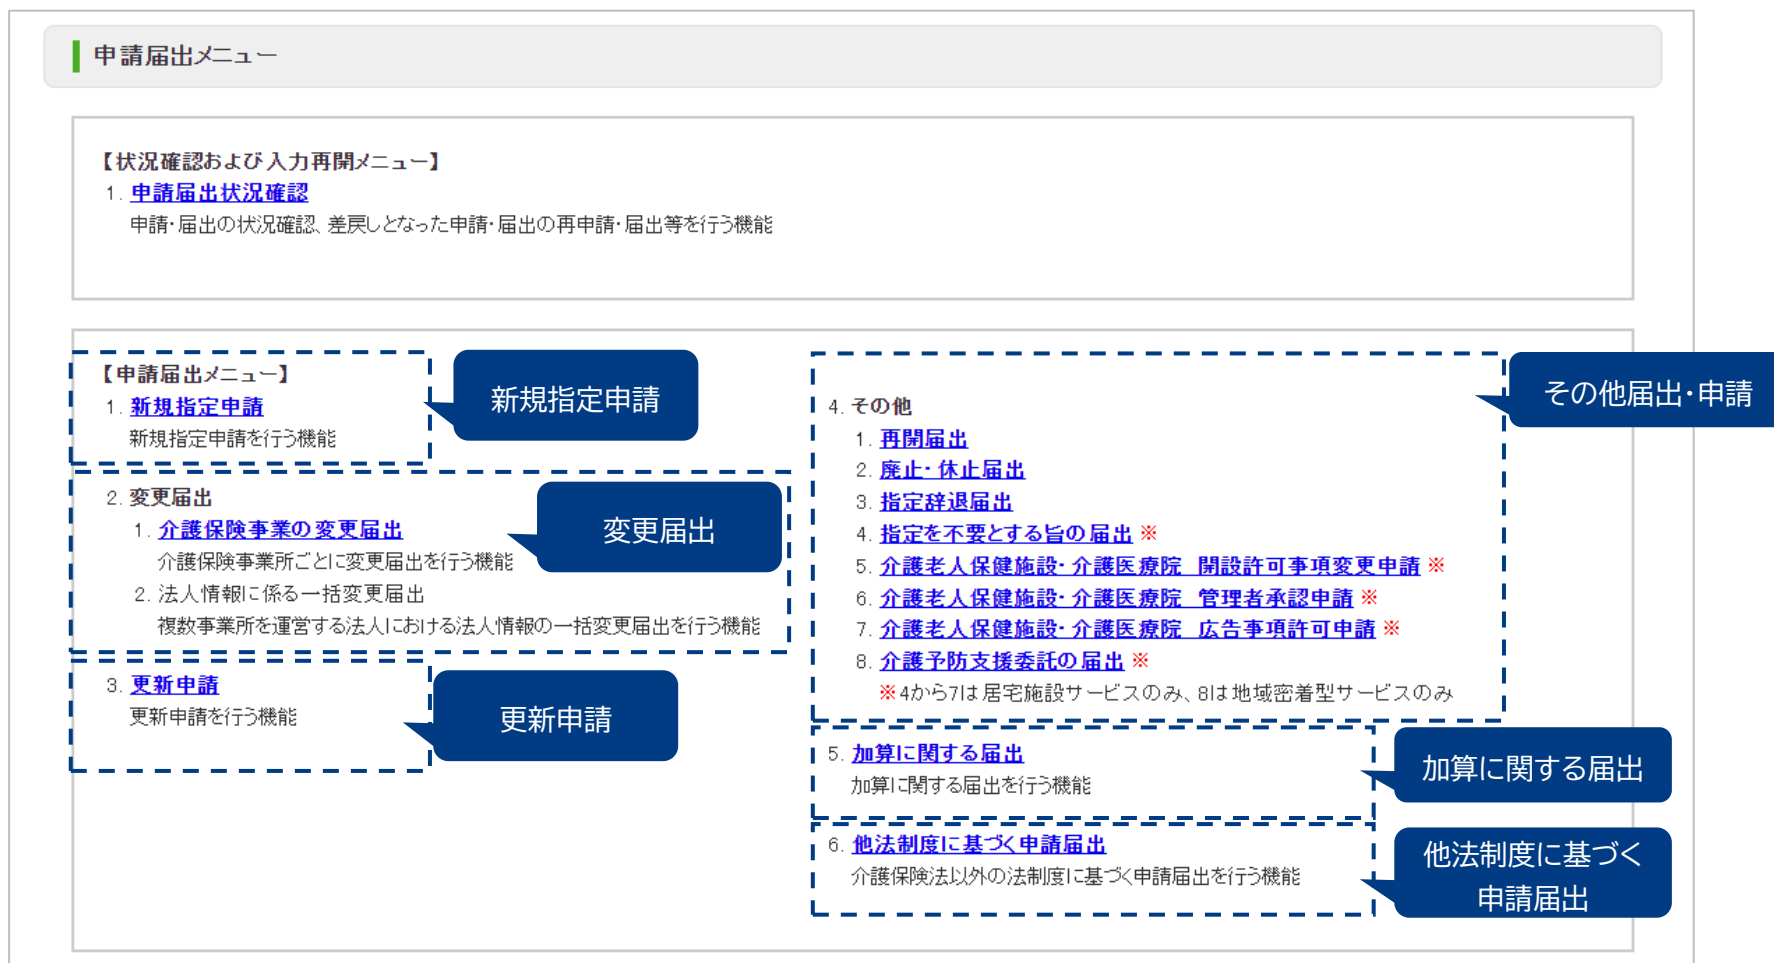 申請届出メニュー
【状況確認および入力再開メニュー】
1. 申請届出状況確認
申請・届出の状況確認、差戻しとなった申請・届出の再申請・届出等を行う機能
【申請届出メニュー】
1. 新規指定申請
新規指定申請を行う機能
新規指定申請
2. 変更届出
1. 介護保険事業の変更届出
介護保険事業所ごとに変更届出を行う機能
2. 法人情報に係る一括変更届出
複数事業所を運営する法人における法人情報の一括変更届出を行う機能
変更届出
3. 更新申請
更新申請を行う機能
更新申請
4. その他
1. 再開届出
2. 廃止・休止届出
3. 指定辞退届出
4. 指定を不要とする旨の届出 ※
5. 介護老人保健施設・介護医療院 開設許可事項変更申請 ※
6. 介護老人保健施設・介護医療院 管理者承認申請 ※
7. 介護老人保健施設・介護医療院 広告事項許可申請 ※
8. 介護予防支援委託の届出 ※
※4から7は居宅施設サービスのみ、8は地域密着型サービスのみ
その他届出・申請
5. 加算に関する届出
加算に関する届出を行う機能
加算に関する届出
6. 他法制度に基づく申請届出
介護保険法以外の法制度に基づく申請届出を行う機能
他法制度に基づく
申請届出